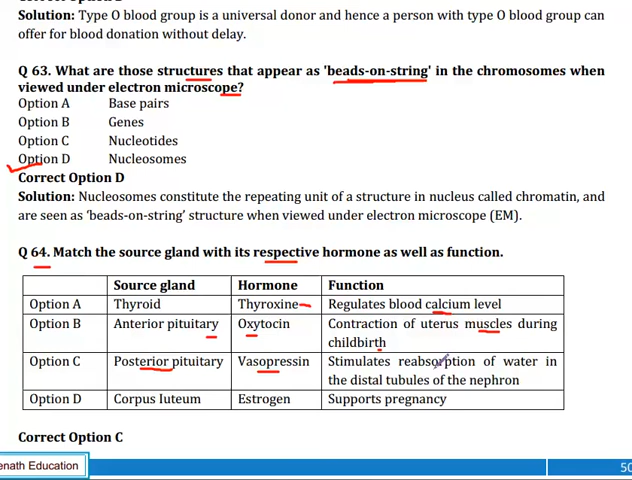 Solution: Type O blood group is a universal donor and hence a person with type O blood group can
offer for blood donation without delay.
Q 63. What are those structures that appear as 'beads-on-string' in the chromosomes when
viewed under electron microscope?
Option A Base pairs
Option B Genes
Option C Nucleotides
Option D Nucleosomes
Correct Option D
Solution: Nucleosomes constitute the repeating unit of a structure in nucleus called chromatin, and
are seen as ‘beads-on-string’ structure when viewed under electron microscope (EM).
Q 64. Match the source gland with its respective hormone as well as function.
Source gland Hormone Function
Option A Thyroid Thyroxine Regulates blood calcium level
Option B Anterior pituitary Oxytocin Contraction of uterus muscles during
childbirth
Option C Posterior pituitary Vasopressin Stimulates reabsorption of water in
the distal tubules of the nephron
Option D Corpus luteum Estrogen Supports pregnancy
Correct Option C
enath Education
50